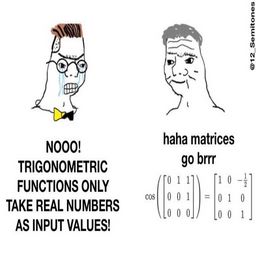 @12_Semitones
NOOO!
TRIGONOMETRIC
FUNCTIONS ONLY
TAKE REAL NUMBERS
AS INPUT VALUES!
haha matrices
go brrr
cos([0 1 1; 0 0 1; 0 0 0]) = [1 0 -1/2; 0 1 0; 0 0 1]